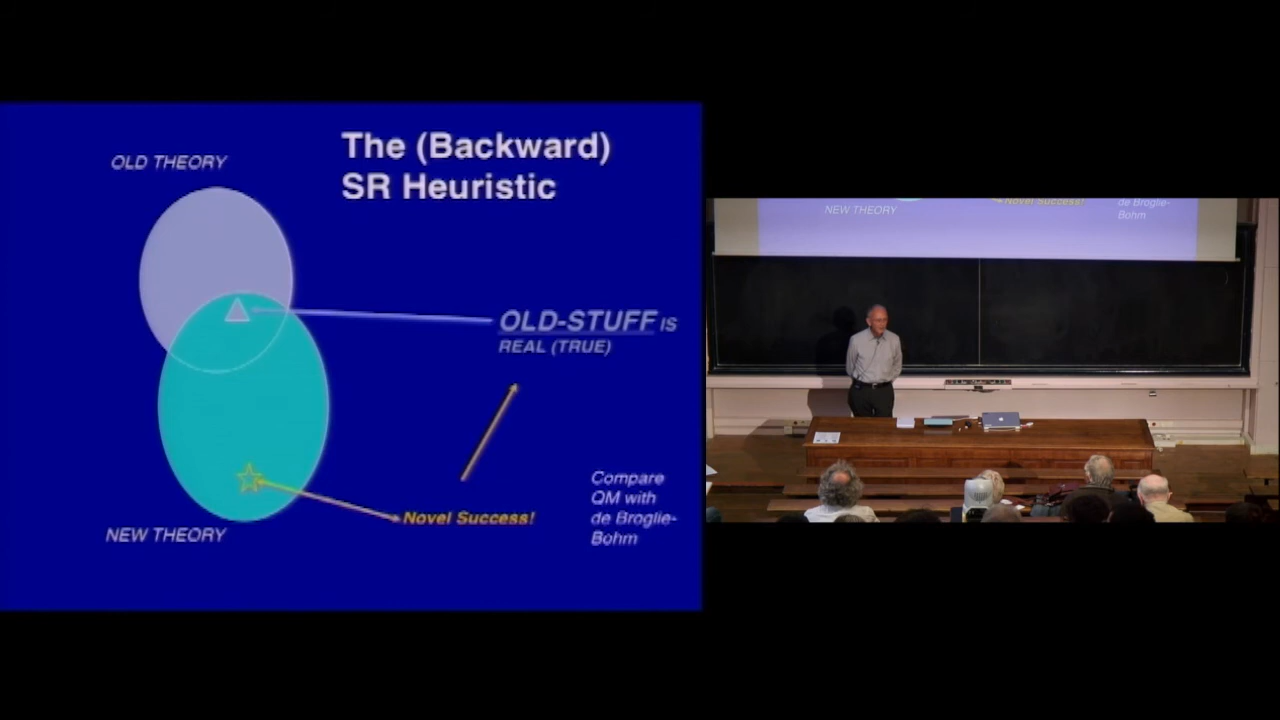 OLD THEORY
The (Backward)
SR Heuristic
OLD-STUFF IS
REAL (TRUE)
Compare
QM with
de Broglie-
Bohm
Novel Success!
NEW THEORY
NEW THEORY
Novel Success!
de Broglie-
Bohm